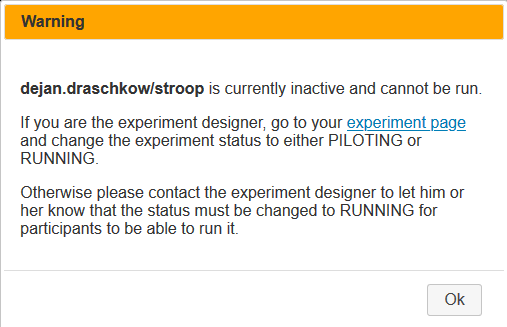 Warning
dejan.draschkow/stroop is currently inactive and cannot be run.
If you are the experiment designer, go to your experiment page
and change the experiment status to either PILOTING or
RUNNING.
Otherwise please contact the experiment designer to let him or
her know that the status must be changed to RUNNING for
participants to be able to run it.
Ok